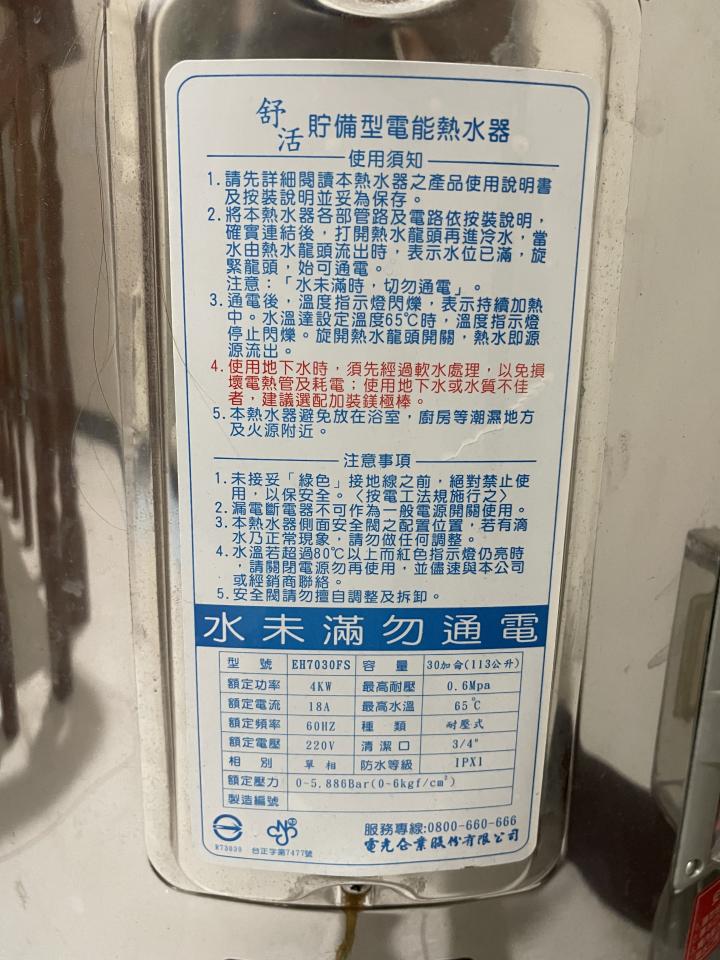 舒活 貯備型電能熱水器
使用須知
1.請先詳細閱讀本熱水器之產品使用說明書
及按裝說明並妥為保存。
2.將本熱水器各部管路及電路依按裝說明，
確實連結後，打開熱水龍頭再進冷水，當
水由熱水龍頭流出時，表示水位已滿，旋
緊龍頭，始可通電。
注意：「水未滿時，切勿通電」。
3.通電後，溫度指示燈閃爍，表示持續加熱
中。水溫達設定溫度65℃時，溫度指示燈
停止閃爍。旋開熱水龍頭開關，熱水即源
源流出。
4.使用地下水時，須先經過軟水處理，以免損
壞電熱管及耗電；使用地下水或水質不佳
者，建議選配加裝鎂極棒。
5.本熱水器避免放在浴室，廚房等潮濕地方
及火源附近。
注意事項
1.未接妥「綠色」接地線之前，絕對禁止使
用，以保安全。〈按電工法規施行之〉
2.漏電斷電器不可作為一般電源開關使用。
3.本熱水器側面安全閥之配置位置，若有滴
水乃正常現象，請勿做任何調整。
4.水溫若超過80℃以上而紅色指示燈仍亮時
，請關閉電源勿再使用，並儘速與本公司
或經銷商聯絡。
5.安全閥請勿擅自調整及拆卸。
水未滿勿通電
型號 EH7030FS 容量 30加侖(113公升)
額定功率 4KW 最高耐壓 0.6Mpa
額定電流 18A 最高水溫 65℃
額定頻率 60HZ 種類 耐壓式
額定電壓 220V 清潔口 3/4"
相別 單相 防水等級 IPX1
額定壓力 0~5.886Bar(0~6kgf/c㎡)
製造編號
服務專線:0800-660-666
R73039 台正字第7477號 電光企業股份有限公司